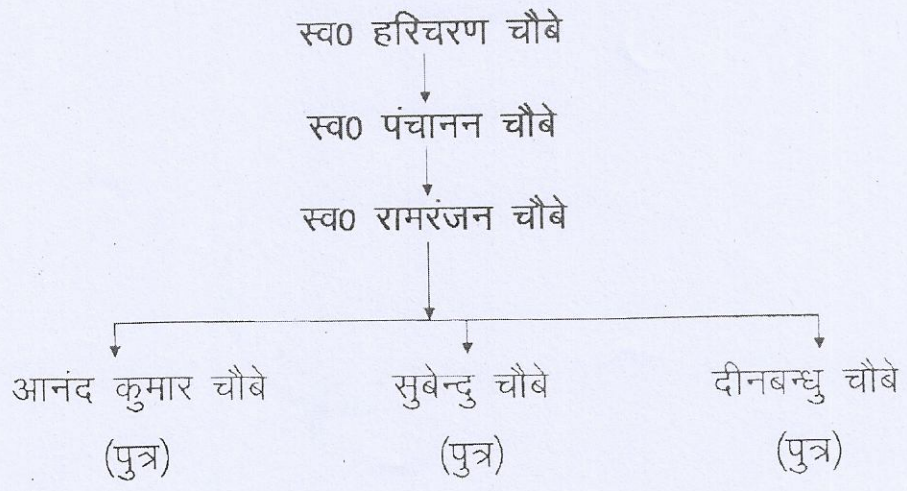 स्व0 हरिचरण चौबे
स्व0 पंचानन चौबे
स्व0 रामरंजन चौबे
आनंद कुमार चौबे सुबेन्दु चौबे दीनबन्धु चौबे
(पुत्र) (पुत्र) (पुत्र)